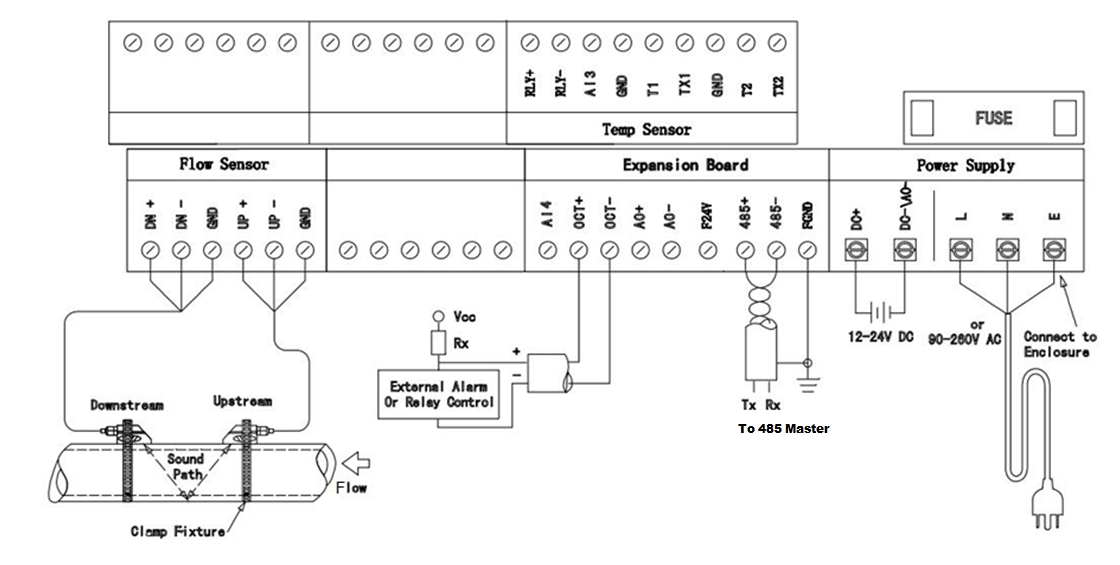 RLY+ RLY- AI3 GND T1 TX1 GND T2 TX2
Temp Sensor
FUSE
Flow Sensor
Expansion Board
Power Supply
DN + DN - GND UP + UP - GND
AI4 OCT+ OCT- AO+ AO- F24V 485+ 485- FGND
DC+ DC-\AO- L N E
Vcc
Rx
+
-
External Alarm
Or Relay Control
Tx Rx
To 485 Master
12-24V DC
or
90-260V AC
Connect to
Enclosure
Downstream
Upstream
Sound
Path
Flow
Clamp Fixture